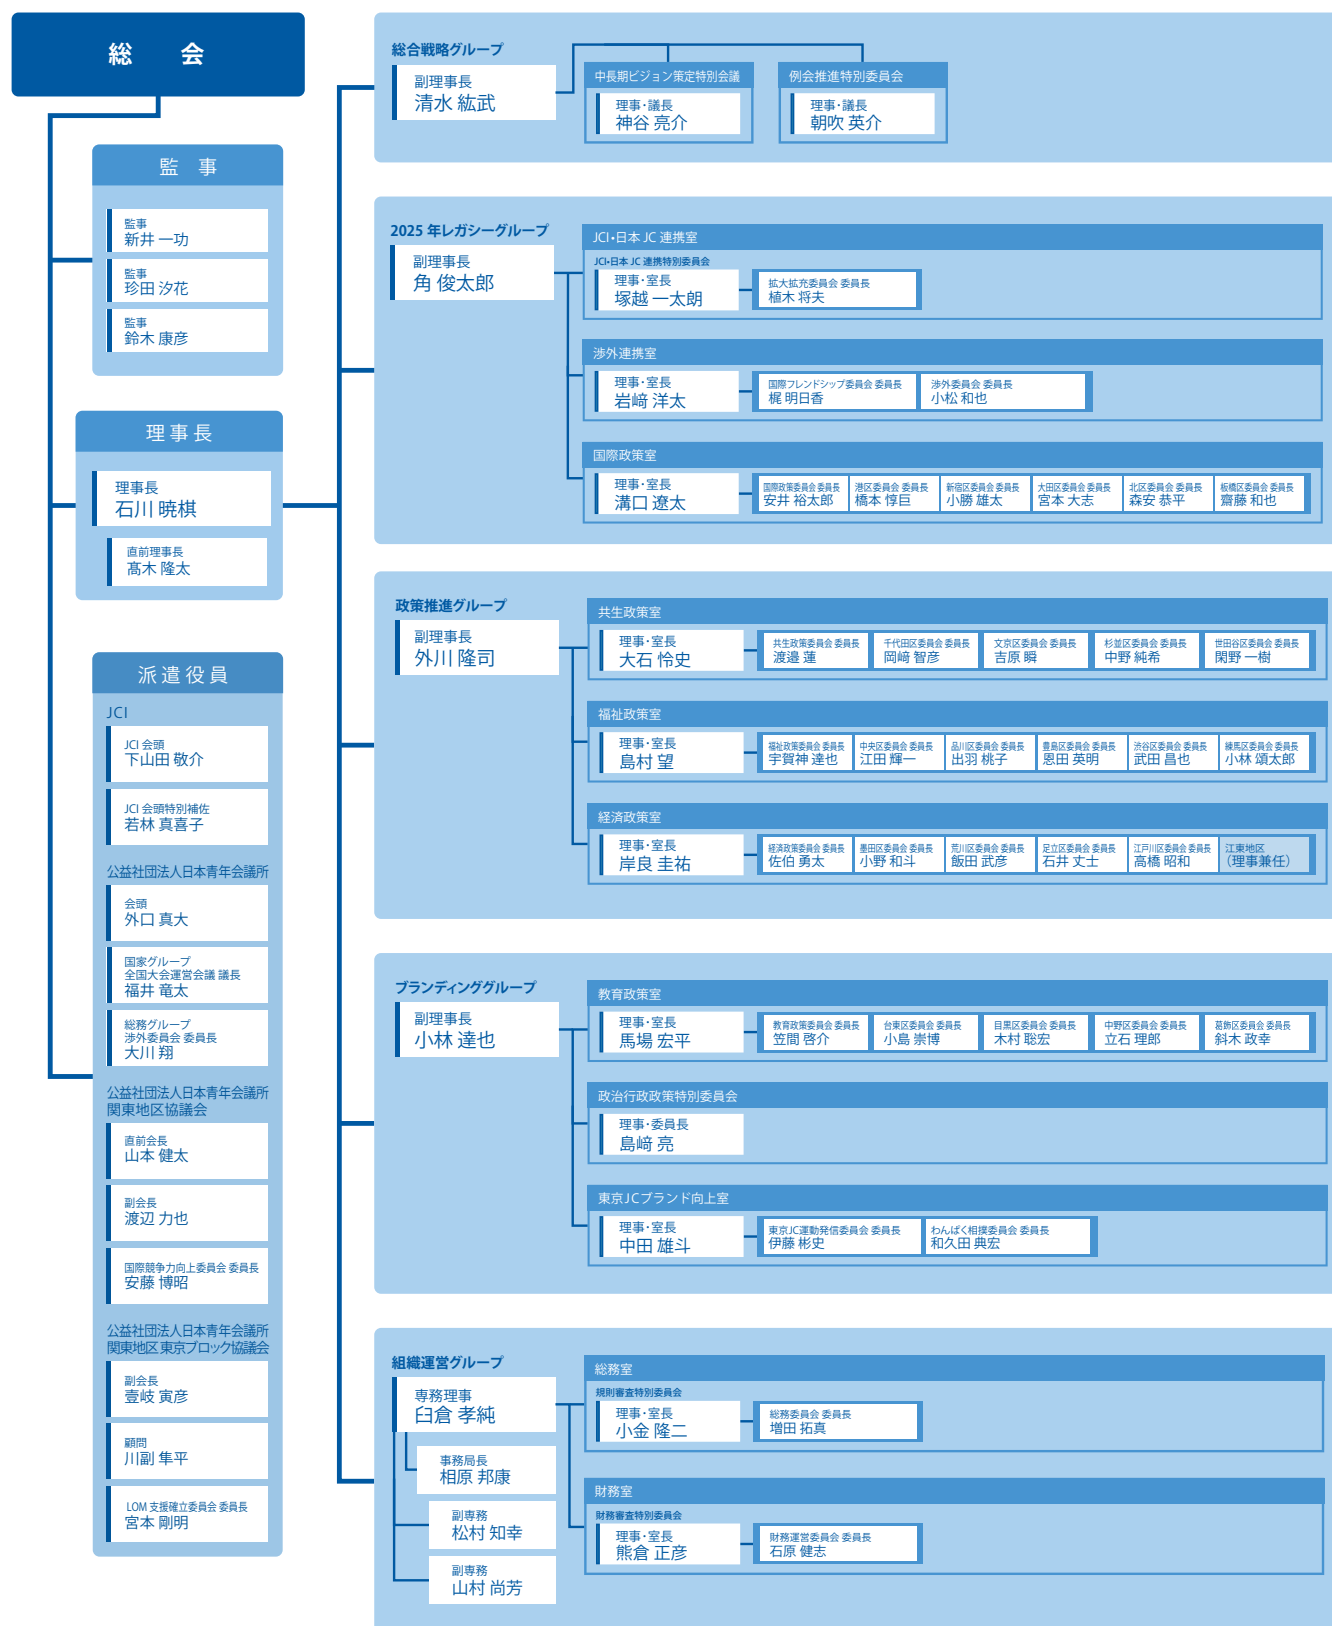 総　会
監　事
監事
新井 一功
監事
珍田 汐花
監事
鈴木 康彦
理事長
理事長
石川 暁棋
直前理事長
髙木 隆太
派遣役員
JCI
JCI 会頭
下山田 敬介
JCI 会頭特別補佐
若林 真喜子
公益社団法人日本青年会議所
会頭
外口 真大
国家グループ
全国大会運営会議 議長
福井 竜太
総務グループ
渉外委員会 委員長
大川 翔
公益社団法人日本青年会議所
関東地区協議会
直前会長
山本 健太
副会長
渡辺 力也
国際競争力向上委員会 委員長
安藤 博昭
公益社団法人日本青年会議所
関東地区 東京ブロック協議会
副会長
壹岐 寅彦
顧問
川副 隼平
LOM 支援確立委員会 委員長
宮本 剛明
総合戦略グループ
副理事長
清水 紘武
中長期ビジョン策定特別会議
理事・議長
神谷 亮介
例会推進特別委員会
理事・議長
朝吹 英介
2025 年レガシーグループ
副理事長
角 俊太郎
JCI・日本 JC 連携室
JCI・日本 JC 連携特別委員会
理事・室長
塚越 一太朗
拡大拡充委員会 委員長
植木 将夫
渉外連携室
理事・室長
岩﨑 洋太
国際フレンドシップ委員会 委員長
梶 明日香
渉外委員会 委員長
小松 和也
国際政策室
理事・室長
溝口 遼太
国際政策委員会 委員長
安井 裕太郎
港区委員会 委員長
橋本 惇巨
新宿区委員会 委員長
小勝 雄太
大田区委員会 委員長
宮本 大志
北区委員会 委員長
森安 恭平
板橋区委員会 委員長
齋藤 和也
政策推進グループ
副理事長
外川 隆司
共生政策室
理事・室長
大石 怜史
共生政策委員会 委員長
渡邉 蓮
千代田区委員会 委員長
岡﨑 智彦
文京区委員会 委員長
吉原 瞬
杉並区委員会 委員長
中野 純希
世田谷区委員会 委員長
閑野 一樹
福祉政策室
理事・室長
島村 望
福祉政策委員会 委員長
宇賀神 達也
中央区委員会 委員長
江田 輝一
品川区委員会 委員長
出羽 桃子
豊島区委員会 委員長
恩田 英明
渋谷区委員会 委員長
武田 昌也
練馬区委員会 委員長
小林 頌太郎
経済政策室
理事・室長
岸良 圭祐
経済政策委員会 委員長
佐伯 勇太
墨田区委員会 委員長
小野 和斗
荒川区委員会 委員長
飯田 武彦
足立区委員会 委員長
石井 丈士
江戸川区委員会 委員長
高橋 昭和
江東地区
（理事兼任）
ブランディンググループ
副理事長
小林 達也
教育政策室
理事・室長
馬場 宏平
教育政策委員会 委員長
笠間 啓介
台東区委員会 委員長
小島 崇博
目黒区委員会 委員長
木村 聡宏
中野区委員会 委員長
立石 理郎
葛飾区委員会 委員長
斜木 政幸
政治行政政策特別委員会
理事・委員長
島﨑 亮
東京JCブランド向上室
理事・室長
中田 雄斗
東京JC運動発信委員会 委員長
伊藤 彬史
わんぱく相撲委員会 委員長
和久田 典宏
組織運営グループ
専務理事
臼倉 孝純
事務局長
相原 邦康
副専務
松村 知幸
副専務
山村 尚芳
総務室
規則審査特別委員会
理事・室長
小金 隆二
総務委員会 委員長
増田 拓真
財務室
財務審査特別委員会
理事・室長
熊倉 正彦
財務運営委員会 委員長
石原 健志